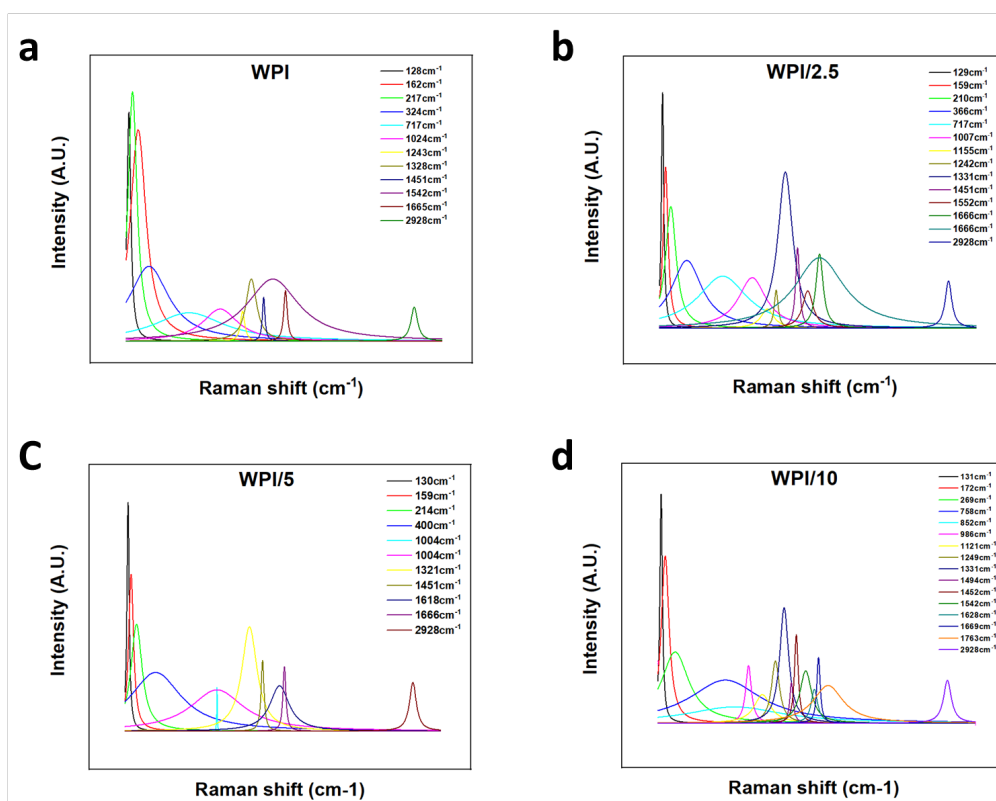 a
WPI
128cm-1
162cm-1
217cm-1
324cm-1
717cm-1
1024cm-1
1243cm-1
1328cm-1
1451cm-1
1542cm-1
1665cm-1
2928cm-1
Intensity (A.U.)
Raman shift (cm-1)
b
WPI/2.5
129cm-1
159cm-1
210cm-1
366cm-1
717cm-1
1007cm-1
1155cm-1
1242cm-1
1331cm-1
1451cm-1
1552cm-1
1666cm-1
1666cm-1
2928cm-1
Intensity (A.U.)
Raman shift (cm-1)
C
WPI/5
130cm-1
159cm-1
214cm-1
400cm-1
1004cm-1
1004cm-1
1321cm-1
1451cm-1
1618cm-1
1666cm-1
2928cm-1
Intensity (A.U.)
Raman shift (cm-1)
d
WPI/10
131cm-1
172cm-1
269cm-1
758cm-1
852cm-1
986cm-1
1121cm-1
1249cm-1
1331cm-1
1494cm-1
1452cm-1
1542cm-1
1628cm-1
1669cm-1
1763cm-1
2928cm-1
Intensity (A.U.)
Raman shift (cm-1)